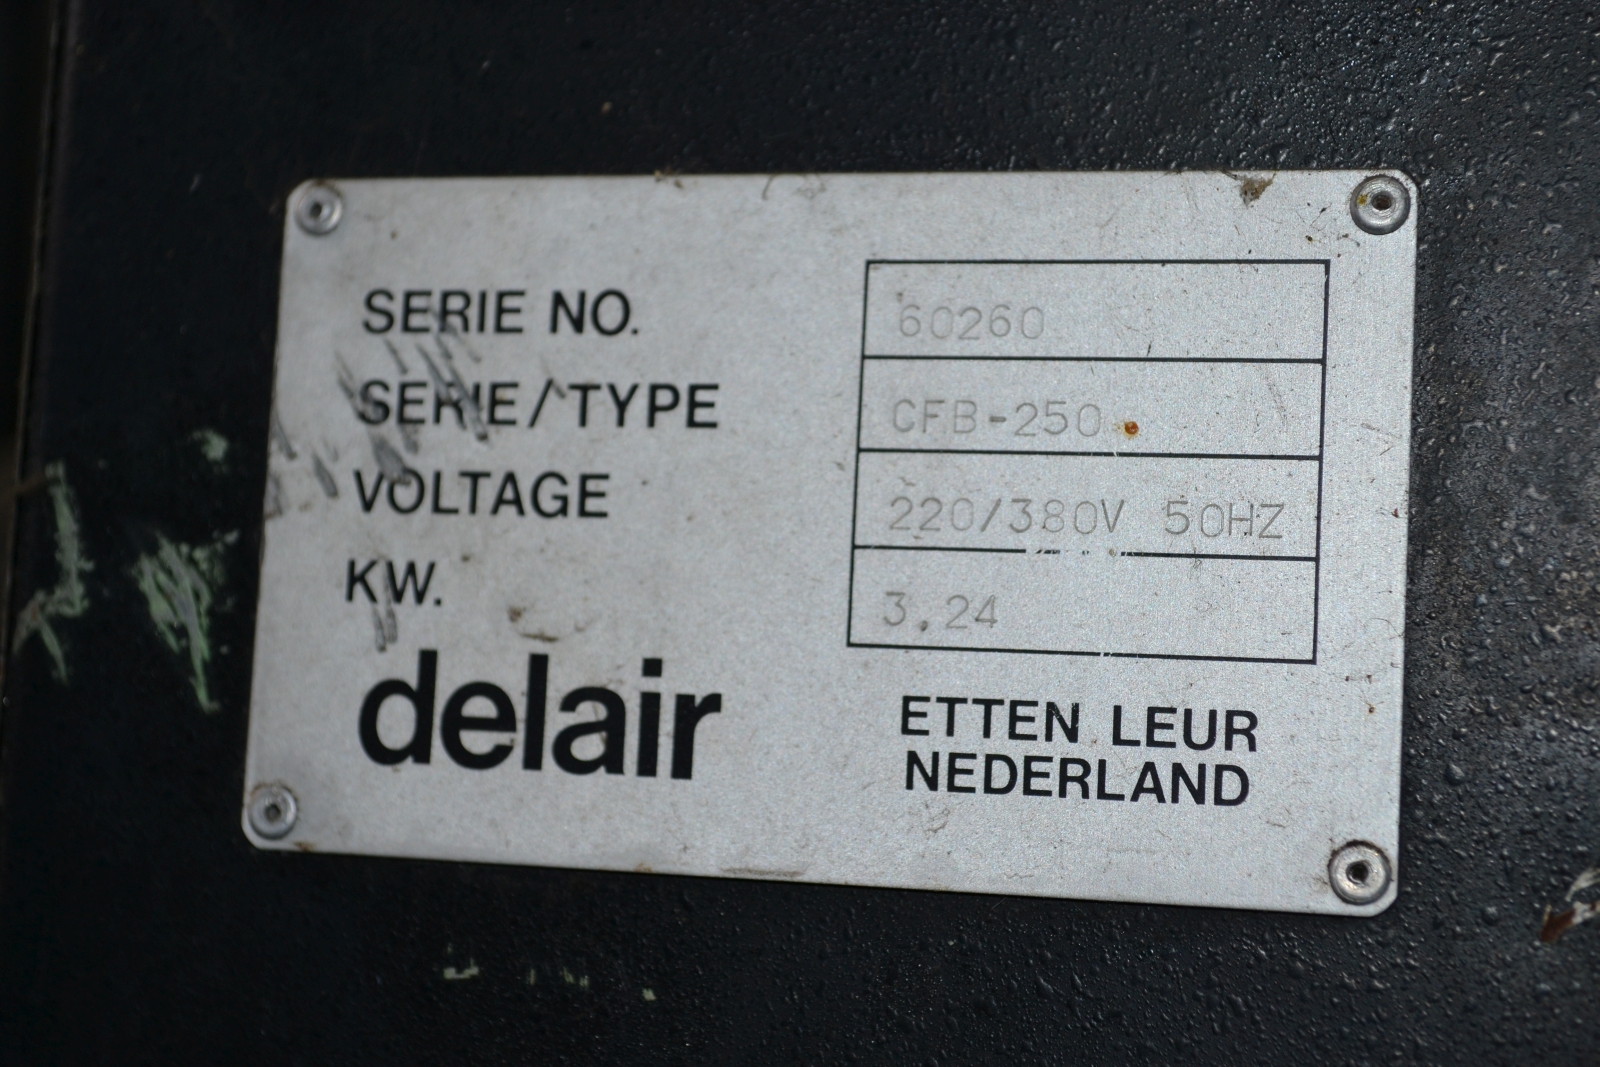 SERIE NO. 60260
SERIE/TYPE CFB-250
VOLTAGE 220/380V 50HZ
KW. 3.24
delair
ETTEN LEUR
NEDERLAND